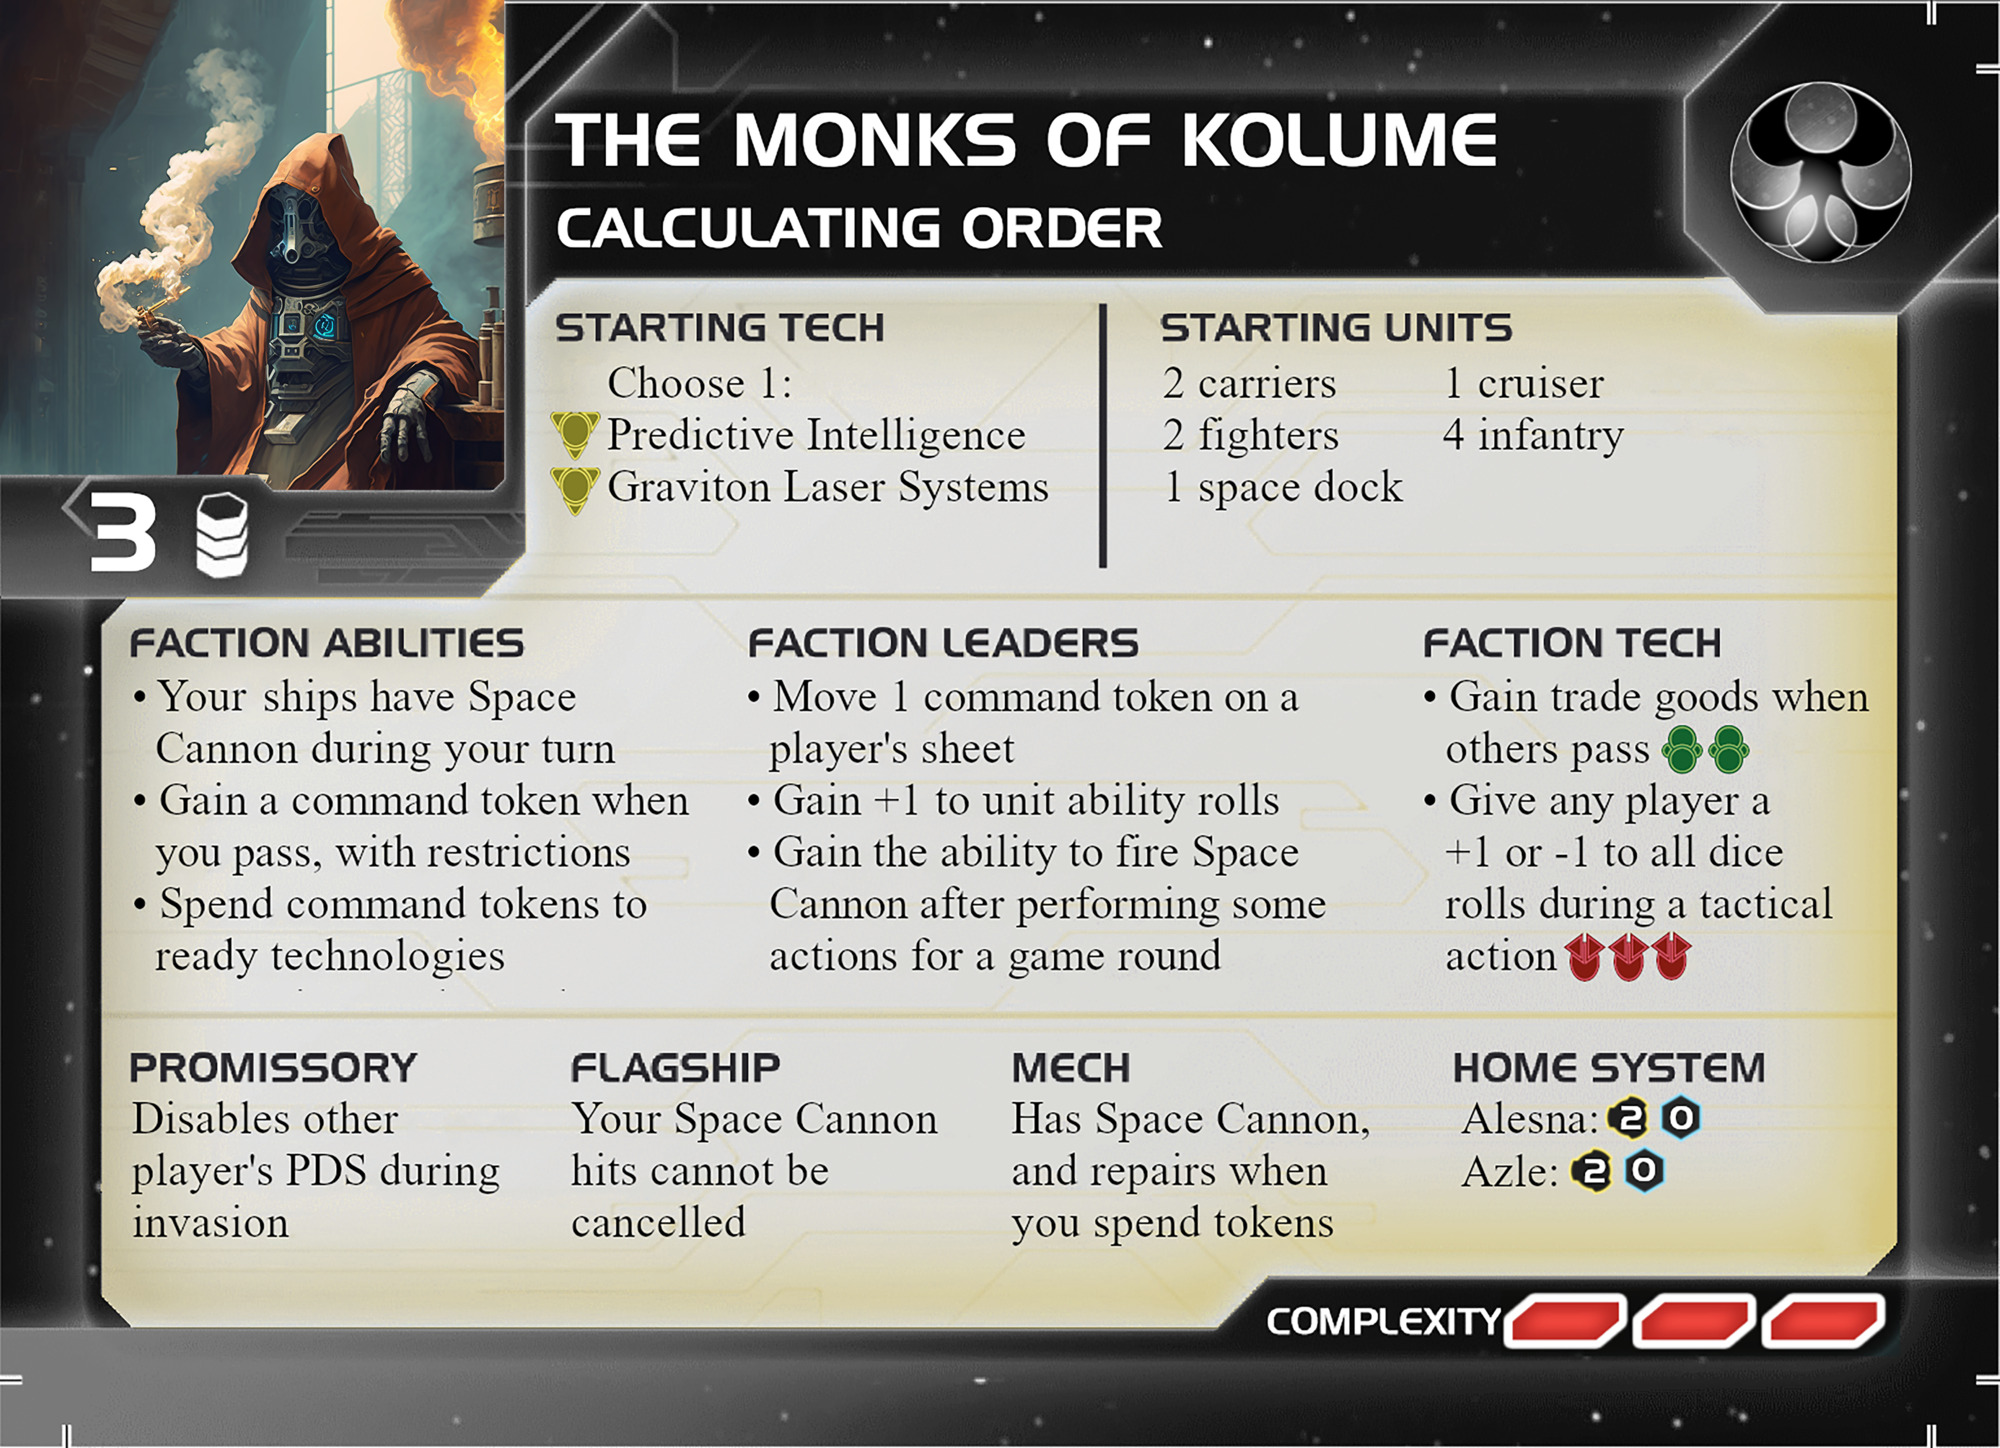 THE MONKS OF KOLUME
CALCULATING ORDER
3
STARTING TECH
Choose 1:
Predictive Intelligence
Graviton Laser Systems
STARTING UNITS
2 carriers 1 cruiser
2 fighters 4 infantry
1 space dock
FACTION ABILITIES
• Your ships have Space
Cannon during your turn
• Gain a command token when
you pass, with restrictions
• Spend command tokens to
ready technologies
FACTION LEADERS
• Move 1 command token on a
player's sheet
• Gain +1 to unit ability rolls
• Gain the ability to fire Space
Cannon after performing some
actions for a game round
FACTION TECH
• Gain trade goods when
others pass
• Give any player a
+1 or -1 to all dice
rolls during a tactical
action
PROMISSORY
Disables other
player's PDS during
invasion
FLAGSHIP
Your Space Cannon
hits cannot be
cancelled
MECH
Has Space Cannon,
and repairs when
you spend tokens
HOME SYSTEM
Alesna: 2 0
Azle: 2 0
COMPLEXITY